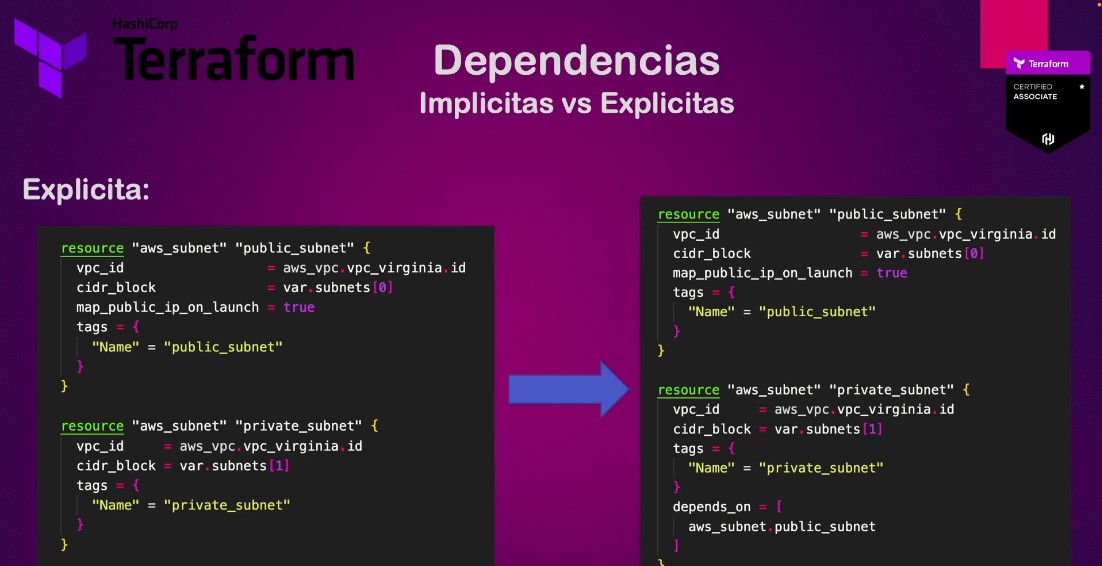 HashiCorp
Terraform
Dependencias
Implicitas vs Explicitas
Terraform
CERTIFIED
ASSOCIATE
Explicita:
resource "aws_subnet" "public_subnet" {
  vpc_id                  = aws_vpc.vpc_virginia.id
  cidr_block              = var.subnets[0]
  map_public_ip_on_launch = true
  tags = {
    "Name" = "public_subnet"
  }
}
resource "aws_subnet" "private_subnet" {
  vpc_id     = aws_vpc.vpc_virginia.id
  cidr_block = var.subnets[1]
  tags = {
    "Name" = "private_subnet"
  }
}
resource "aws_subnet" "public_subnet" {
  vpc_id                  = aws_vpc.vpc_virginia.id
  cidr_block              = var.subnets[0]
  map_public_ip_on_launch = true
  tags = {
    "Name" = "public_subnet"
  }
}
resource "aws_subnet" "private_subnet" {
  vpc_id     = aws_vpc.vpc_virginia.id
  cidr_block = var.subnets[1]
  tags = {
    "Name" = "private_subnet"
  }
  depends_on = [
    aws_subnet.public_subnet
  ]
}